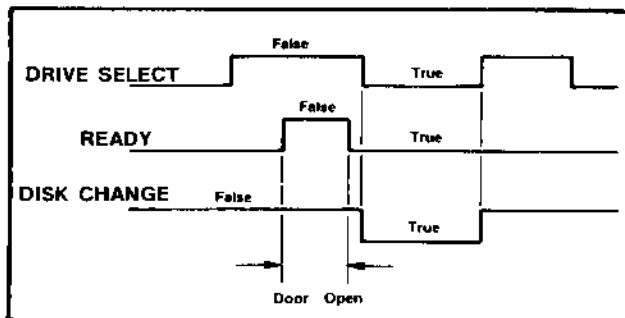 False
DRIVE SELECT
True
False
READY
True
DISK CHANGE
False
True
Door Open